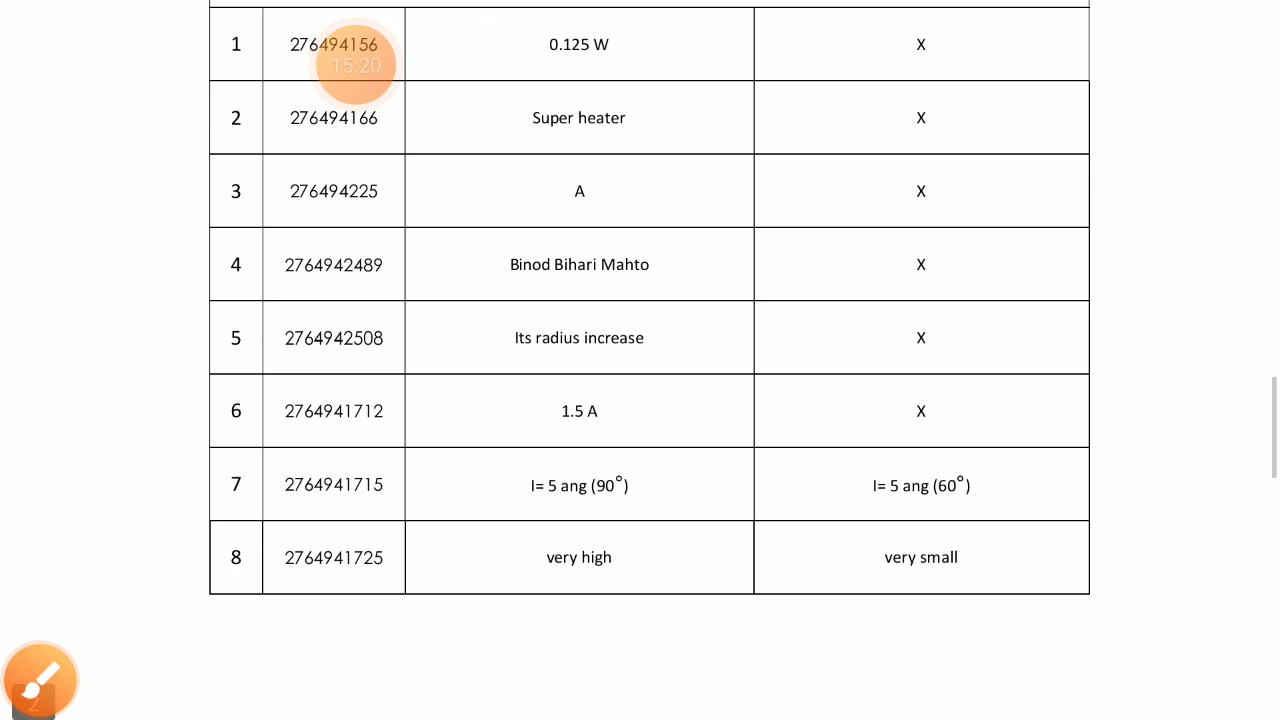 1 276494156 0.125 W X
15:20
2 276494166 Super heater X
3 276494225 A X
4 2764942489 Binod Bihari Mahto X
5 2764942508 Its radius increase X
6 2764941712 1.5 A X
7 2764941715 I= 5 ang (90°) I= 5 ang (60°)
8 2764941725 very high very small
2